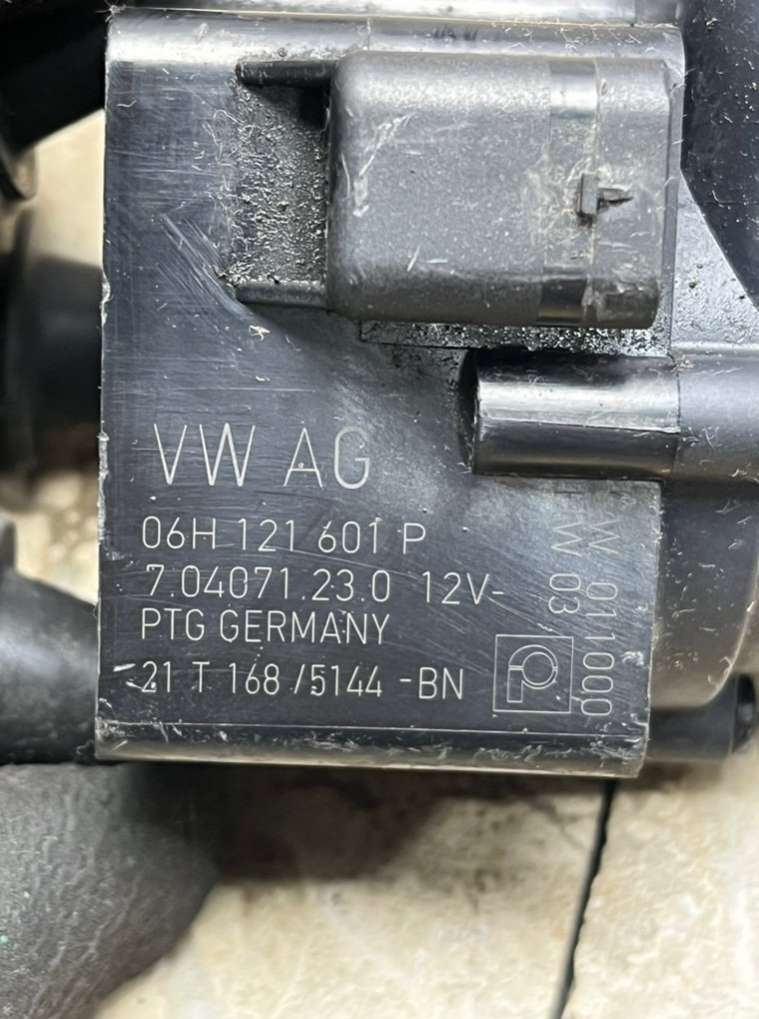 VW AG
06H 121 601 P
7.04071.23.0 12V-
PTG GERMANY
21 T 168 /5144 -BN
W 011000
W 03